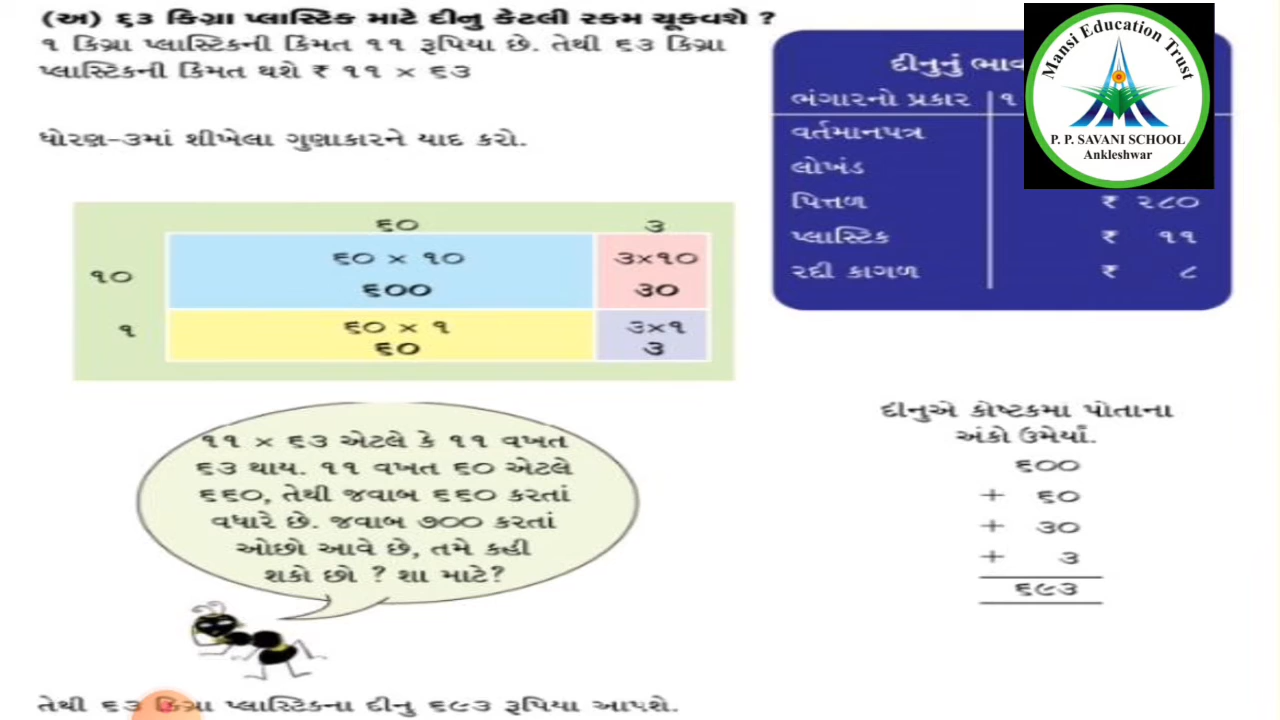 (અ) ૬૩ કિગ્રા પ્લાસ્ટિક માટે દીનુ કેટલી રકમ ચૂકવશે ?
૧ કિગ્રા પ્લાસ્ટિકની કિંમત ૧૧ રૂપિયા છે. તેથી ૬૩ કિગ્રા
પ્લાસ્ટિકની કિંમત થશે ₹ ૧૧ × ૬૩
ધોરણ-૩માં શીખેલા ગુણાકારને યાદ કરો.
૬૦ ૩
૧૦ ૬૦ × ૧૦ ૩×૧૦
૬૦૦ ૩૦
૧ ૬૦ × ૧ ૩×૧
૬૦ ૩
દીનુનું
ભંગારનો પ્રકાર ૧
વર્તમાનપત્ર
લોખંડ
પિત્તળ ₹ ૨૮૦
પ્લાસ્ટિક ₹ ૧૧
રદ્દી કાગળ ₹ ૮
Mansi Education Trust
P. P. SAVANI SCHOOL
Ankleshwar
૧૧ × ૬૩ એટલે કે ૧૧ વખત
૬૩ થાય. ૧૧ વખત ૬૦ એટલે
૬૬૦, તેથી જવાબ ૬૬૦ કરતાં
વધારે છે. જવાબ ૭૦૦ કરતાં
ઓછો આવે છે, તમે કહી
શકો છો ? શા માટે?
દીનુએ કોષ્ટકમાં પોતાના
અંકો ઉમેર્યાં.
૬૦૦
+ ૬૦
+ ૩૦
+ ૩
૬૯૩
તેથી ૬૩ કિગ્રા પ્લાસ્ટિકના દીનુ ૬૯૩ રૂપિયા આપશે.